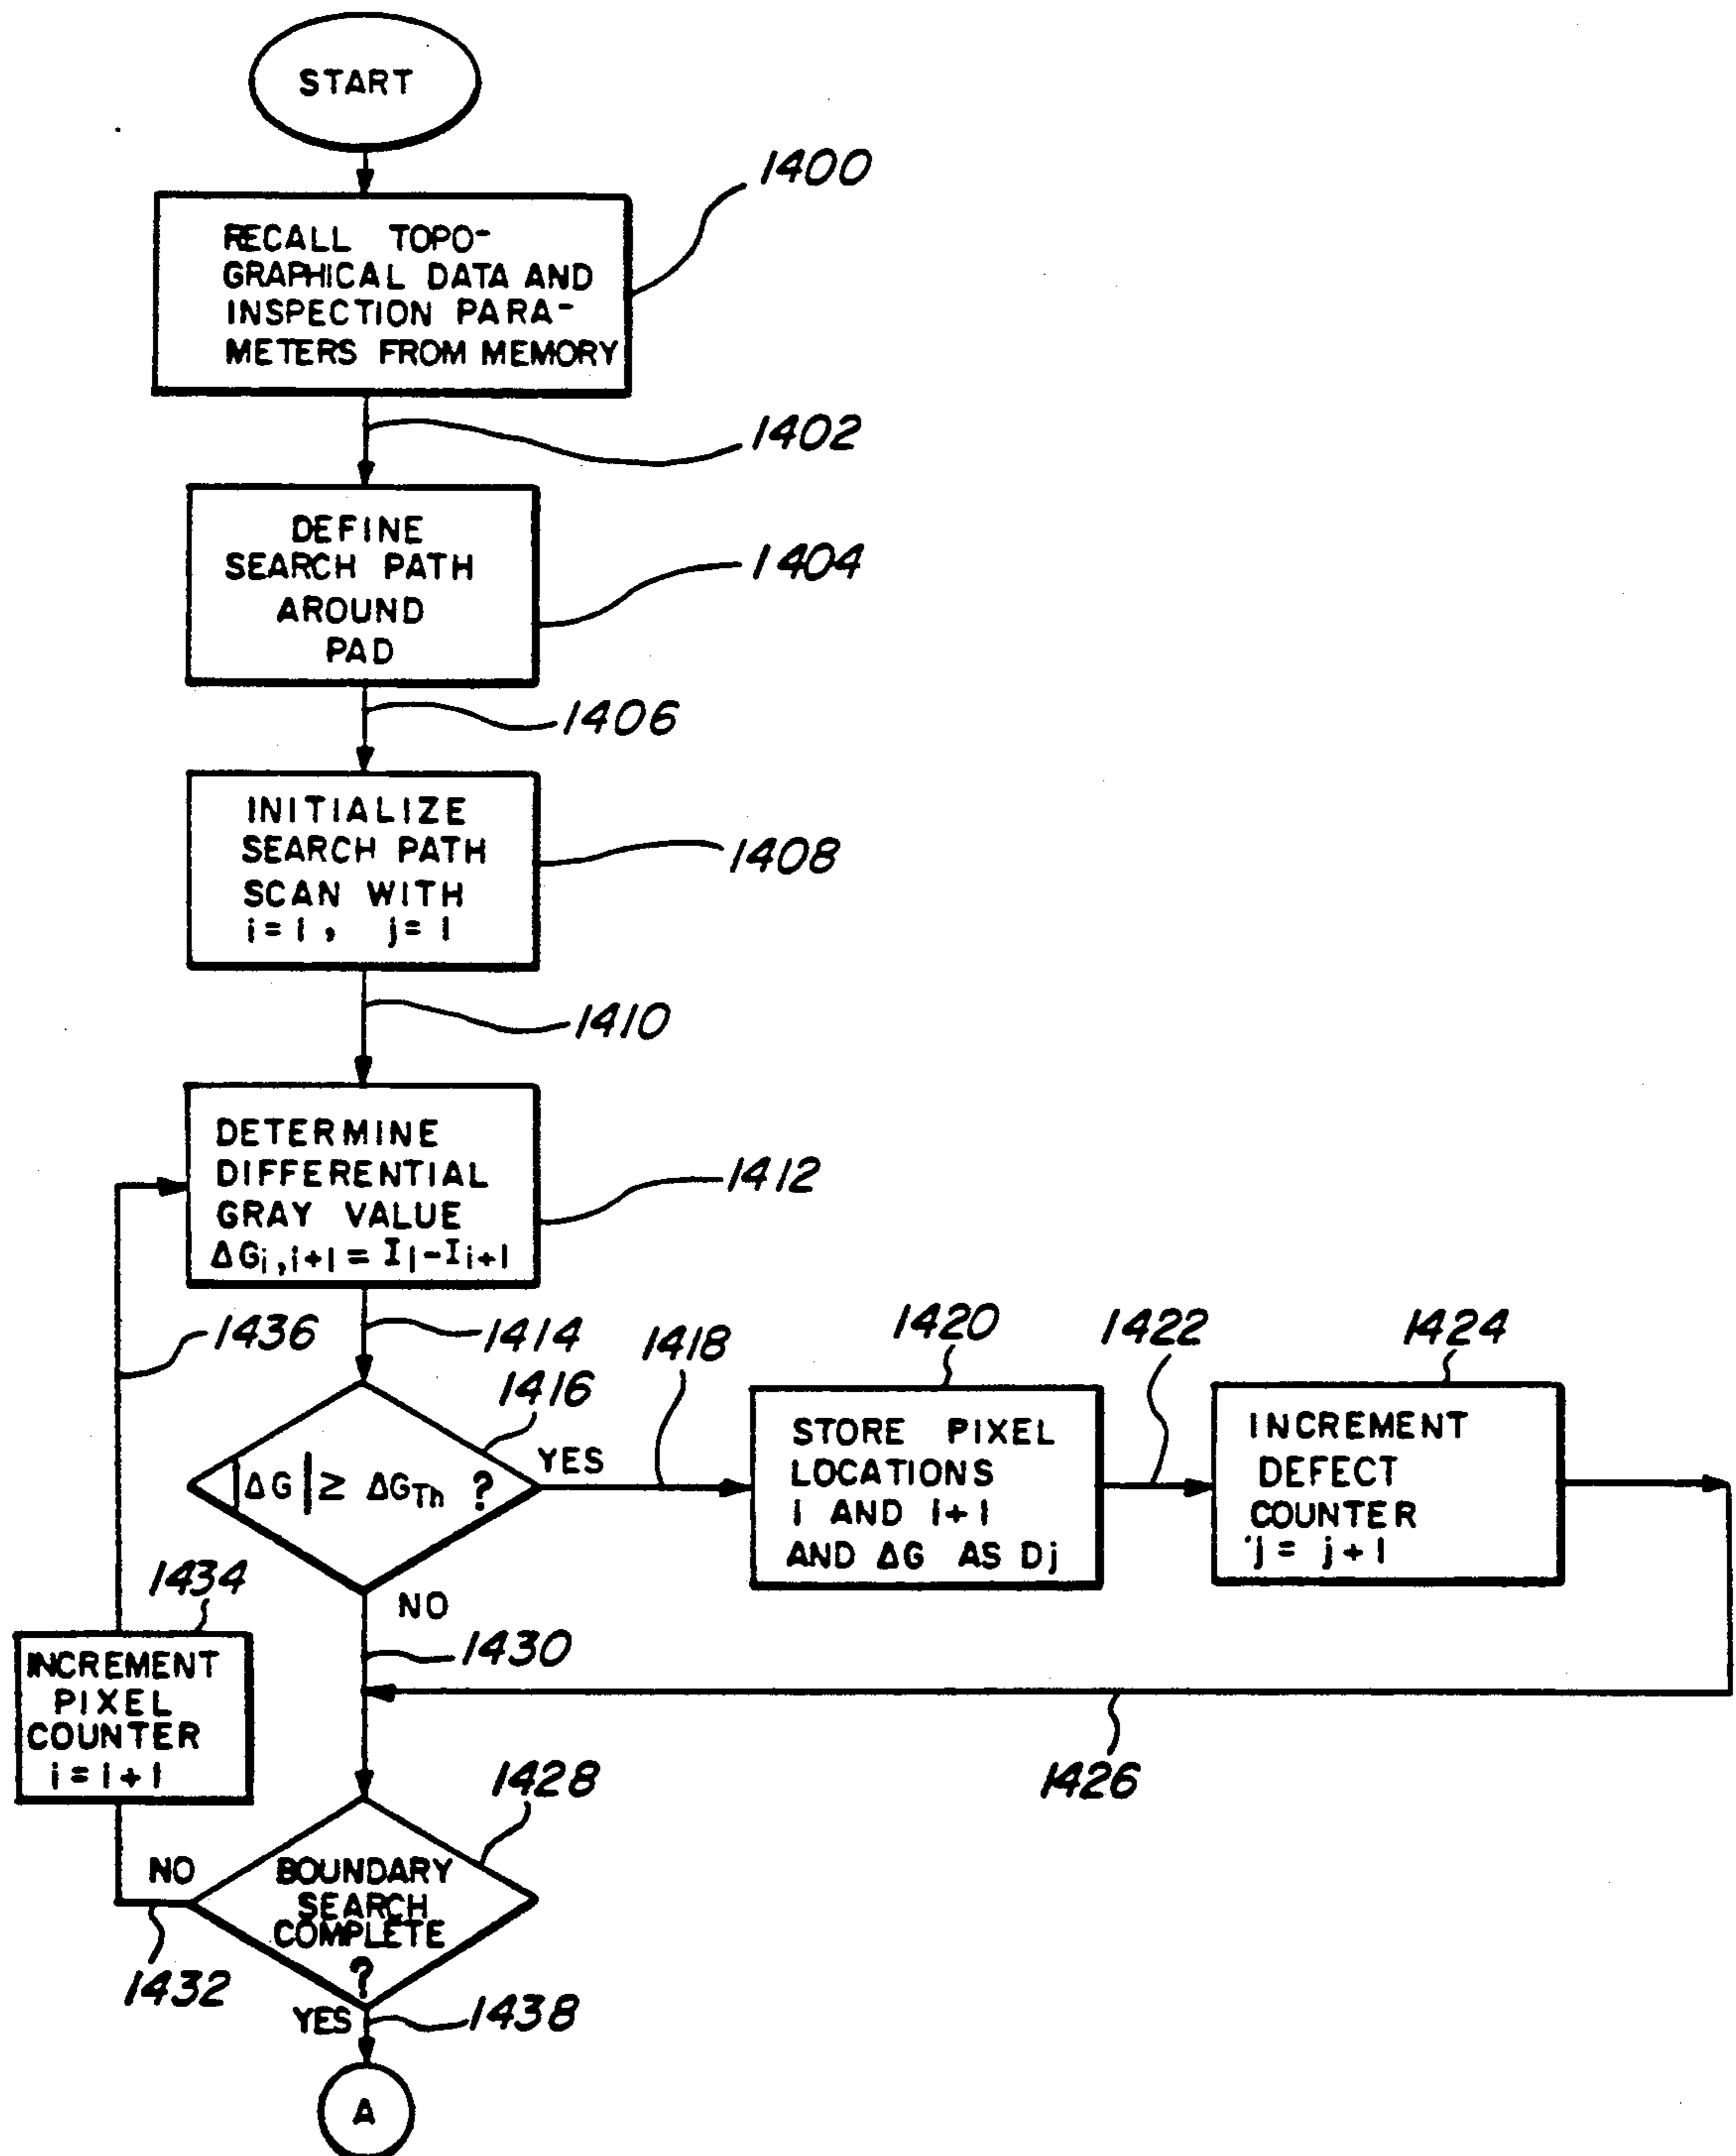 START
1400
RECALL TOPO-
GRAPHICAL DATA AND
INSPECTION PARA-
METERS FROM MEMORY
1402
DEFINE
SEARCH PATH
AROUND
PAD
1404
1406
INITIALIZE
SEARCH PATH
SCAN WITH
i = 1 , j = 1
1408
1410
DETERMINE
DIFFERENTIAL
GRAY VALUE
ΔGi,i+1 = Ii-Ii+1
1412
1436
1414
1416
1418
1420
1422
1424
|ΔG| ≥ ΔGTh ?
YES
STORE PIXEL
LOCATIONS
i AND i+1
AND ΔG AS Dj
INCREMENT
DEFECT
COUNTER
j = j+1
NO
1430
1434
INCREMENT
PIXEL
COUNTER
i = i+1
1426
1428
NO
BOUNDARY
SEARCH
COMPLETE
?
1432
YES
1438
A